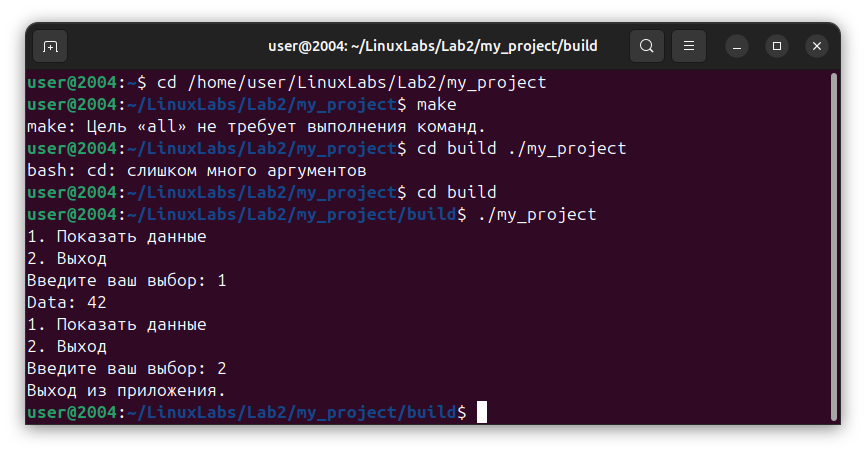 user@2004: ~/LinuxLabs/Lab2/my_project/build
user@2004:~$ cd /home/user/LinuxLabs/Lab2/my_project
user@2004:~/LinuxLabs/Lab2/my_project$ make
make: Цель «all» не требует выполнения команд.
user@2004:~/LinuxLabs/Lab2/my_project$ cd build ./my_project
bash: cd: слишком много аргументов
user@2004:~/LinuxLabs/Lab2/my_project$ cd build
user@2004:~/LinuxLabs/Lab2/my_project/build$ ./my_project
1. Показать данные
2. Выход
Введите ваш выбор: 1
Data: 42
1. Показать данные
2. Выход
Введите ваш выбор: 2
Выход из приложения.
user@2004:~/LinuxLabs/Lab2/my_project/build$